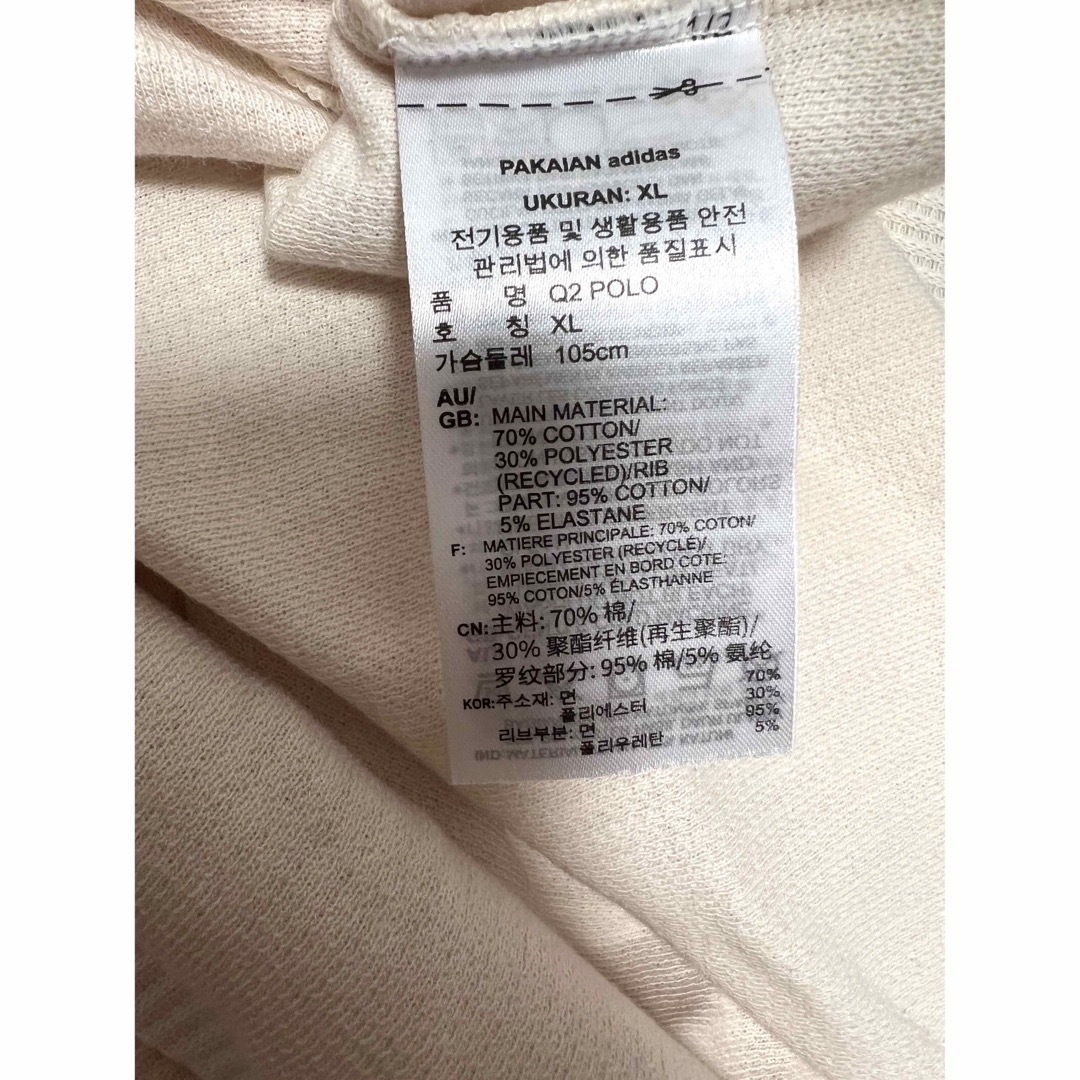 1/2
PAKAIAN adidas
UKURAN: XL
전기용품 및 생활용품 안전
관리법에 의한 품질표시
품 명 Q2 POLO
호 칭 XL
가슴둘레 105cm
AU/
GB: MAIN MATERIAL:
70% COTTON/
30% POLYESTER
(RECYCLED)/RIB
PART: 95% COTTON/
5% ELASTANE
F: MATIERE PRINCIPALE: 70% COTON/
30% POLYESTER (RECYCLÉ)/
EMPIECEMENT EN BORD COTE:
95% COTON/5% ÉLASTHANNE
CN: 主料: 70% 棉/
30% 聚酯纤维(再生聚酯)/
罗纹部分: 95% 棉/5% 氨纶
KOR: 주소재: 면 70%
폴리에스터 30%
리브부분: 면 95%
폴리우레탄 5%